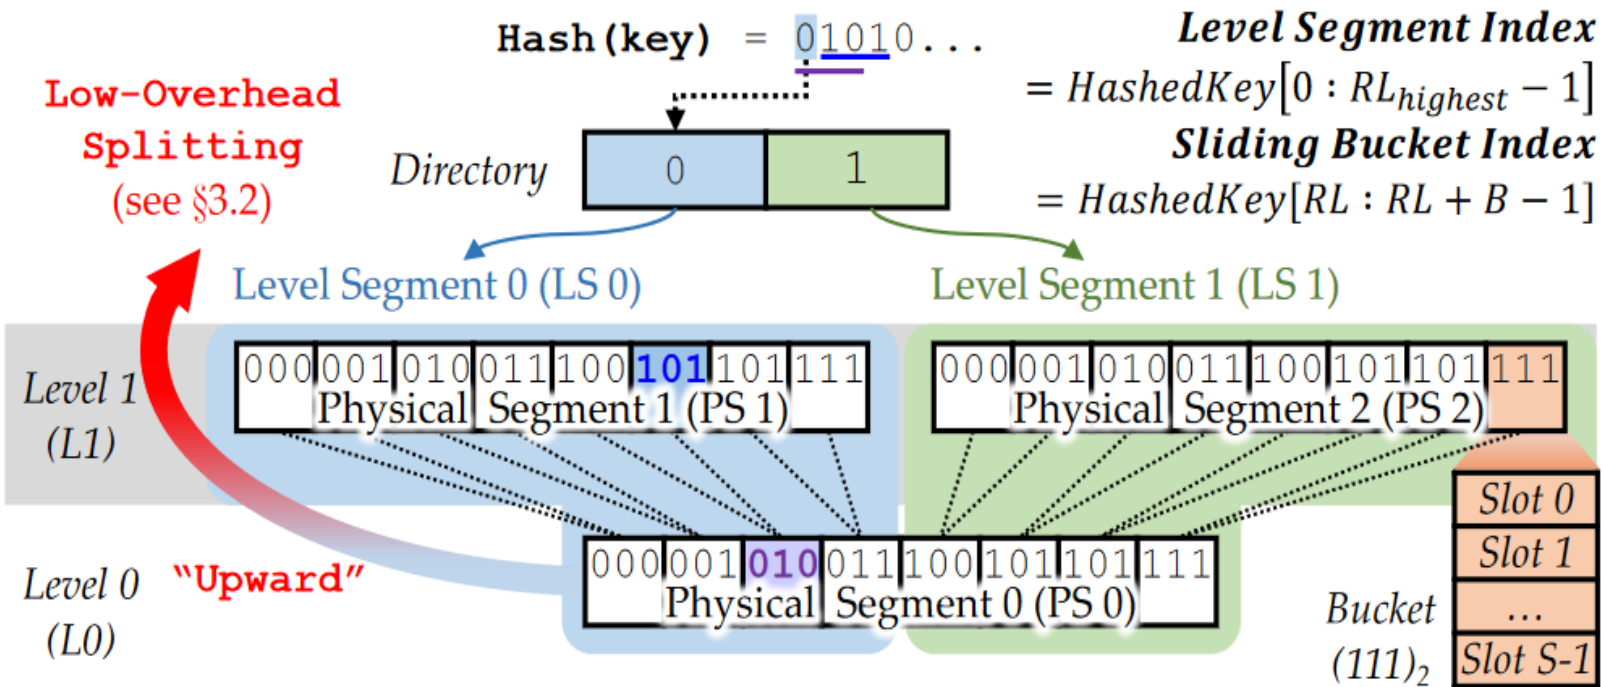 Hash(key) = 01010...
Level Segment Index
= HashedKey[0 : RLhighest − 1]
Sliding Bucket Index
= HashedKey[RL : RL + B − 1]
Low-Overhead
Splitting
(see §3.2)
Directory
0 1
Level Segment 0 (LS 0)
Level Segment 1 (LS 1)
Level 1
(L1)
000 001 010 011 100 101 101 111
Physical Segment 1 (PS 1)
000 001 010 011 100 101 101 111
Physical Segment 2 (PS 2)
Level 0
(L0)
"Upward"
000 001 010 011 100 101 101 111
Physical Segment 0 (PS 0)
Bucket
(111)₂
Slot 0
Slot 1
...
Slot S-1